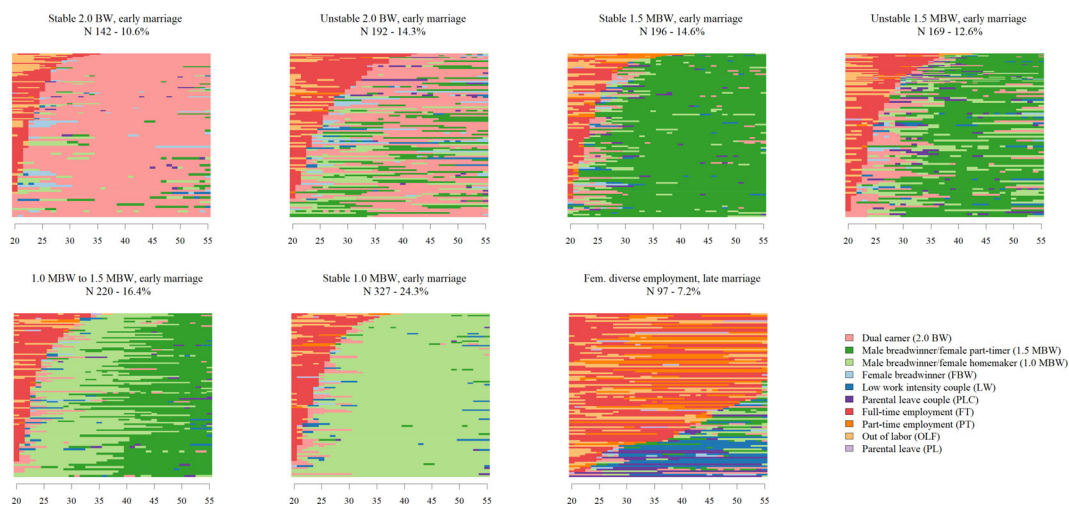 Stable 2.0 BW, early marriage
N 142 - 10.6%
Unstable 2.0 BW, early marriage
N 192 - 14.3%
Stable 1.5 MBW, early marriage
N 196 - 14.6%
Unstable 1.5 MBW, early marriage
N 169 - 12.6%
20 25 30 35 40 45 50 55
20 25 30 35 40 45 50 55
20 25 30 35 40 45 50 55
20 25 30 35 40 45 50 55
1.0 MBW to 1.5 MBW, early marriage
N 220 - 16.4%
Stable 1.0 MBW, early marriage
N 327 - 24.3%
Fem. diverse employment, late marriage
N 97 - 7.2%
20 25 30 35 40 45 50 55
20 25 30 35 40 45 50 55
20 25 30 35 40 45 50 55
Dual earner (2.0 BW)
Male breadwinner/female part-timer (1.5 MBW)
Male breadwinner/female homemaker (1.0 MBW)
Female breadwinner (FBW)
Low work intensity couple (LW)
Parental leave couple (PLC)
Full-time employment (FT)
Part-time employment (PT)
Out of labor (OLF)
Parental leave (PL)